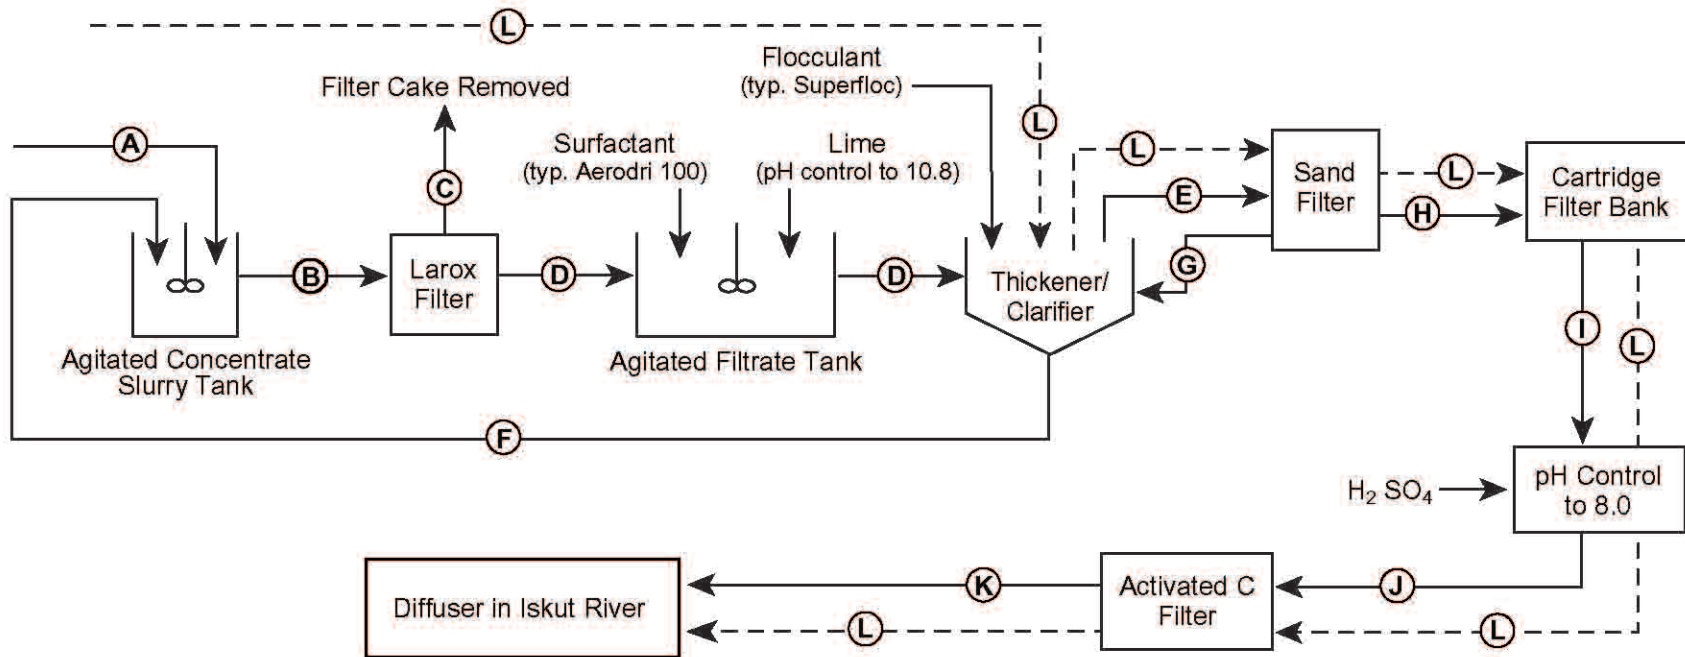 L
Flocculant
(typ. Superfloc)
Filter Cake Removed
L
L
L
A
Surfactant
(typ. Aerodri 100)
Lime
(pH control to 10.8)
Sand
Filter
Cartridge
Filter Bank
C
E
H
B
Larox
Filter
D
D
Thickener/
Clarifier
G
I
L
Agitated Concentrate
Slurry Tank
Agitated Filtrate Tank
F
H2 SO4
pH Control
to 8.0
Diffuser in Iskut River
K
Activated C
Filter
J
L
L